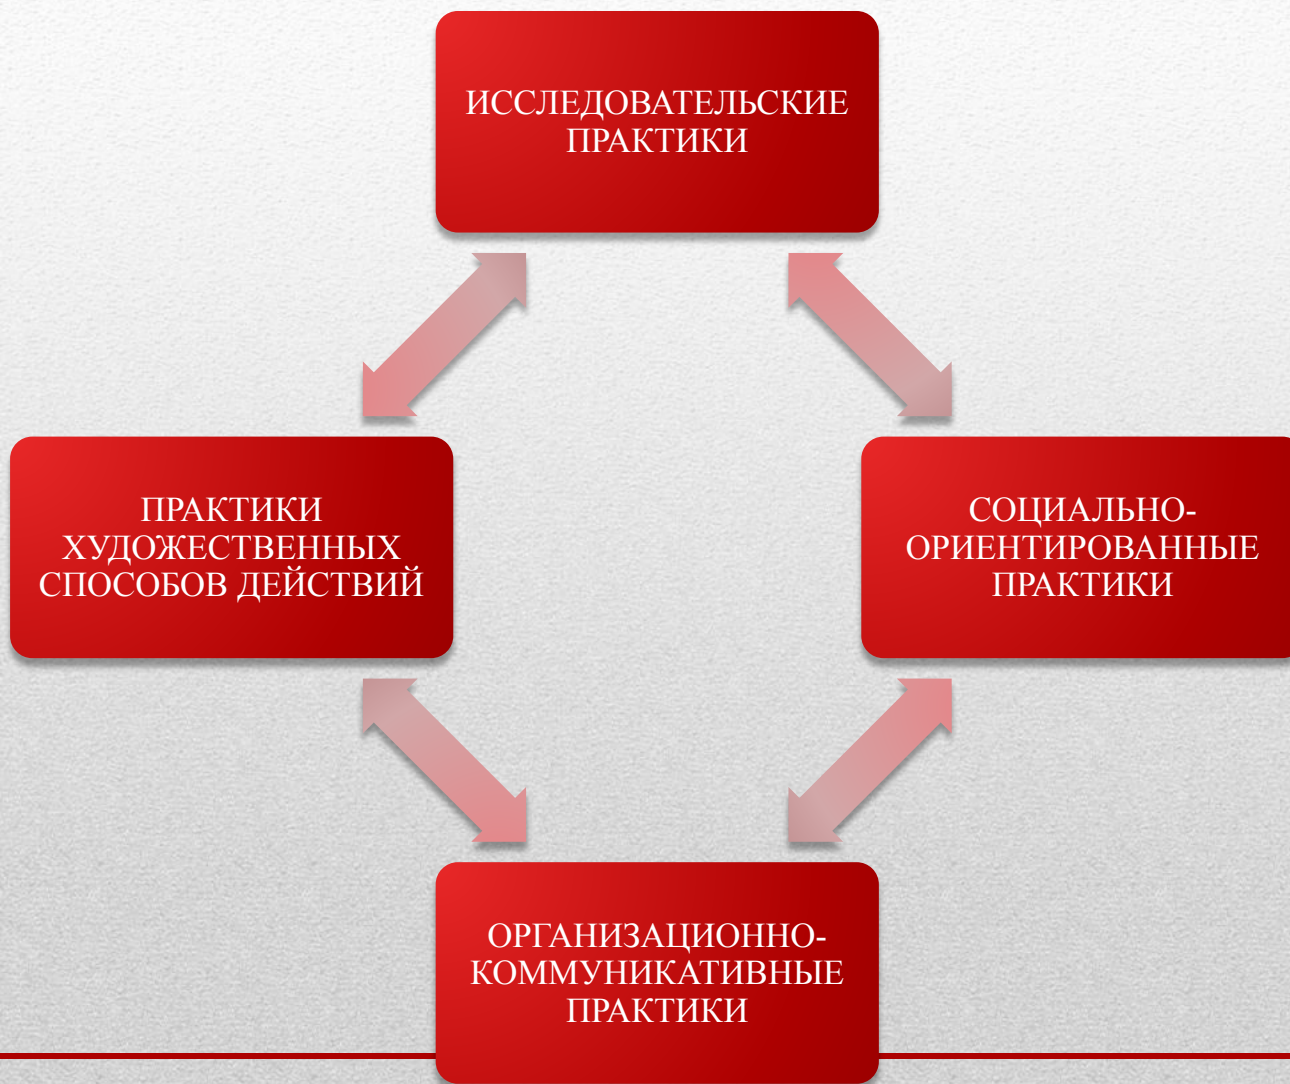 ИССЛЕДОВАТЕЛЬСКИЕ
ПРАКТИКИ
ПРАКТИКИ
ХУДОЖЕСТВЕННЫХ
СПОСОБОВ ДЕЙСТВИЙ
СОЦИАЛЬНО-
ОРИЕНТИРОВАННЫЕ
ПРАКТИКИ
ОРГАНИЗАЦИОННО-
КОММУНИКАТИВНЫЕ
ПРАКТИКИ